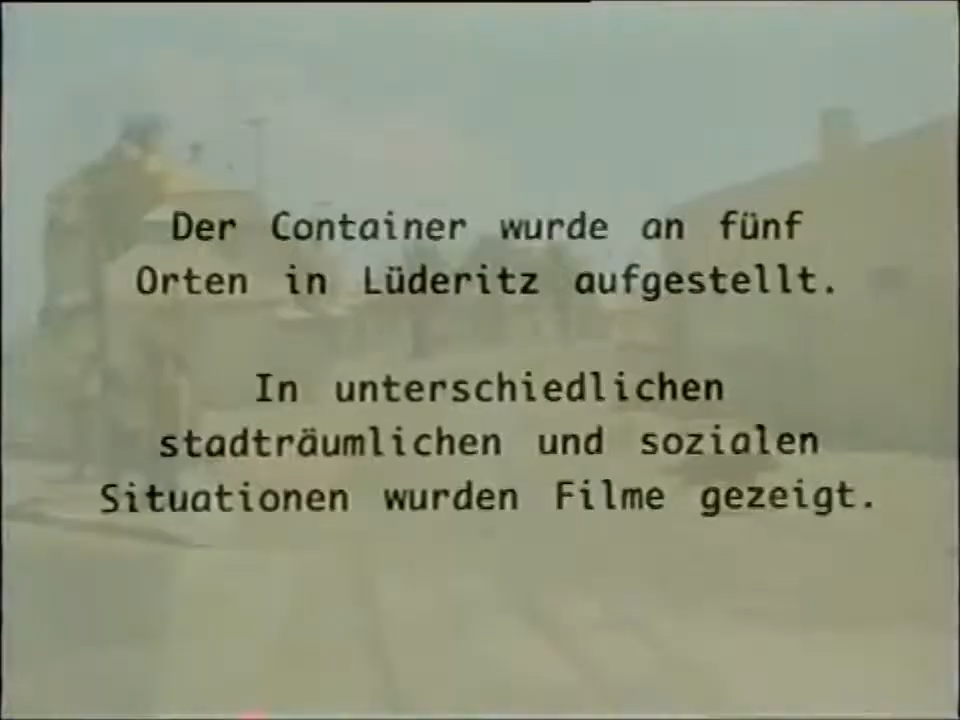 Der Container wurde an fünf
Orten in Lüderitz aufgestellt.
In unterschiedlichen
stadträumlichen und sozialen
Situationen wurden Filme gezeigt.